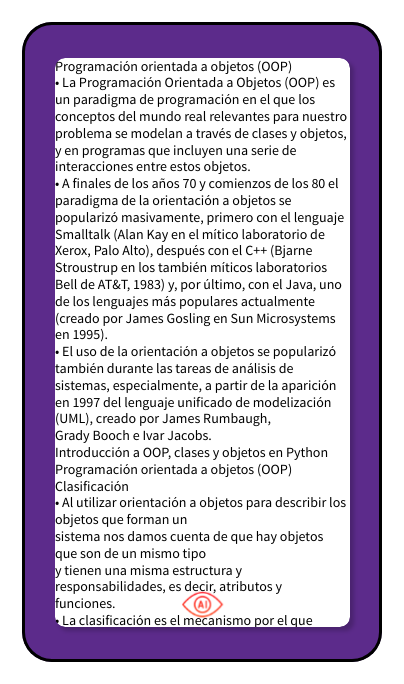 Programación orientada a objetos (OOP)
• La Programación Orientada a Objetos (OOP) es
un paradigma de programación en el que los
conceptos del mundo real relevantes para nuestro
problema se modelan a través de clases y objetos,
y en programas que incluyen una serie de
interacciones entre estos objetos.
• A finales de los años 70 y comienzos de los 80 el
paradigma de la orientación a objetos se
popularizó masivamente, primero con el lenguaje
Smalltalk (Alan Kay en el mítico laboratorio de
Xerox, Palo Alto), después con el C++ (Bjarne
Stroustrup en los también míticos laboratorios
Bell de AT&T, 1983) y, por último, con el Java, uno
de los lenguajes más populares actualmente
(creado por James Gosling en Sun Microsystems
en 1995).
• El uso de la orientación a objetos se popularizó
también durante las tareas de análisis de
sistemas, especialmente, a partir de la aparición
en 1997 del lenguaje unificado de modelización
(UML), creado por James Rumbaugh,
Grady Booch e Ivar Jacobs.
Introducción a OOP, clases y objetos en Python
Programación orientada a objetos (OOP)
Clasificación
• Al utilizar orientación a objetos para describir los
objetos que forman un
sistema nos damos cuenta de que hay objetos
que son de un mismo tipo
y tienen una misma estructura y
responsabilidades, es decir, atributos y
funciones.
AI
• La clasificación es el mecanismo por el que